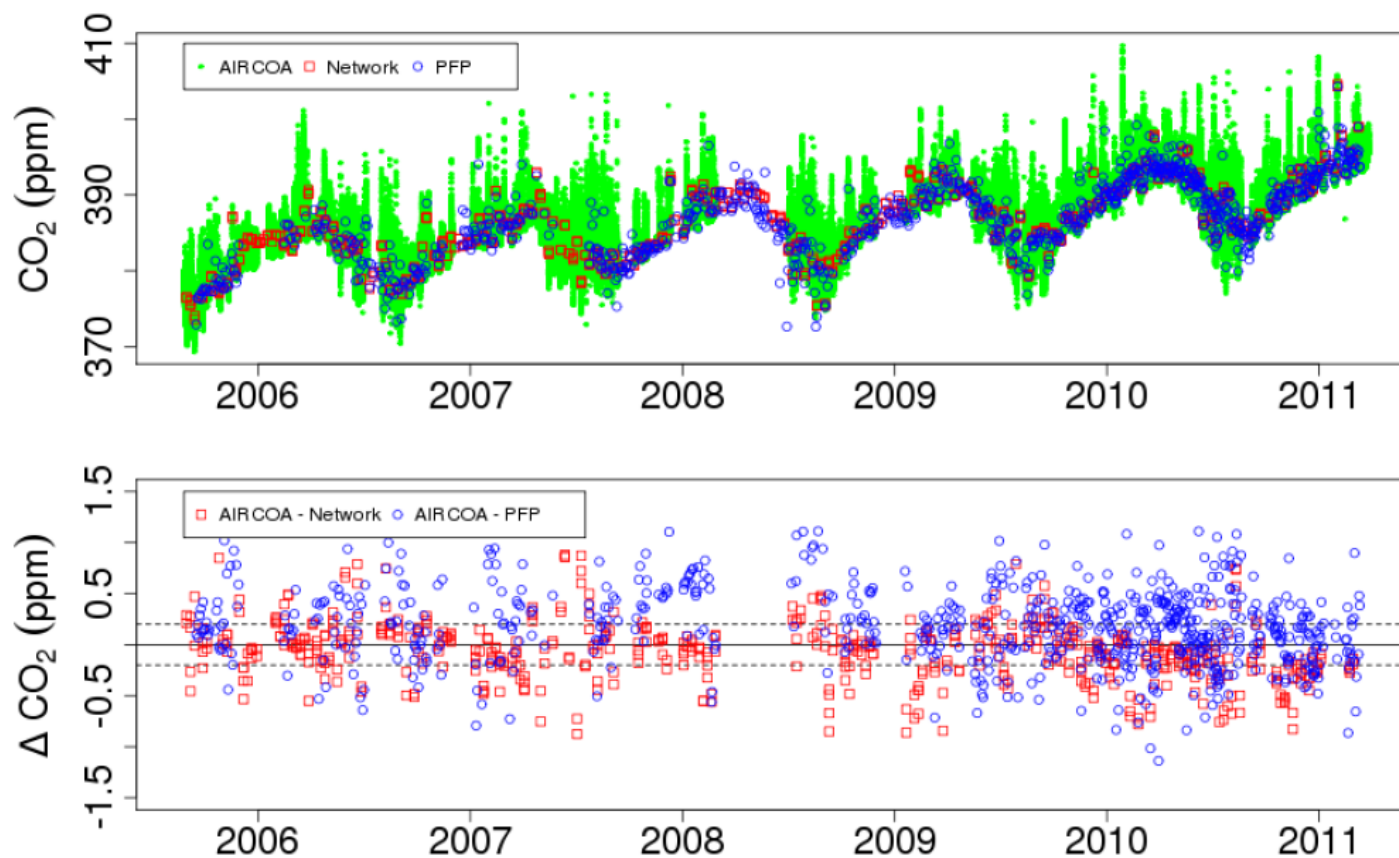 410
AIRCOA Network PFP
390
CO2 (ppm)
370
2006 2007 2008 2009 2010 2011
1.5
AIRCOA - Network AIRCOA - PFP
0.5
Δ CO2 (ppm)
-0.5
-1.5
2006 2007 2008 2009 2010 2011